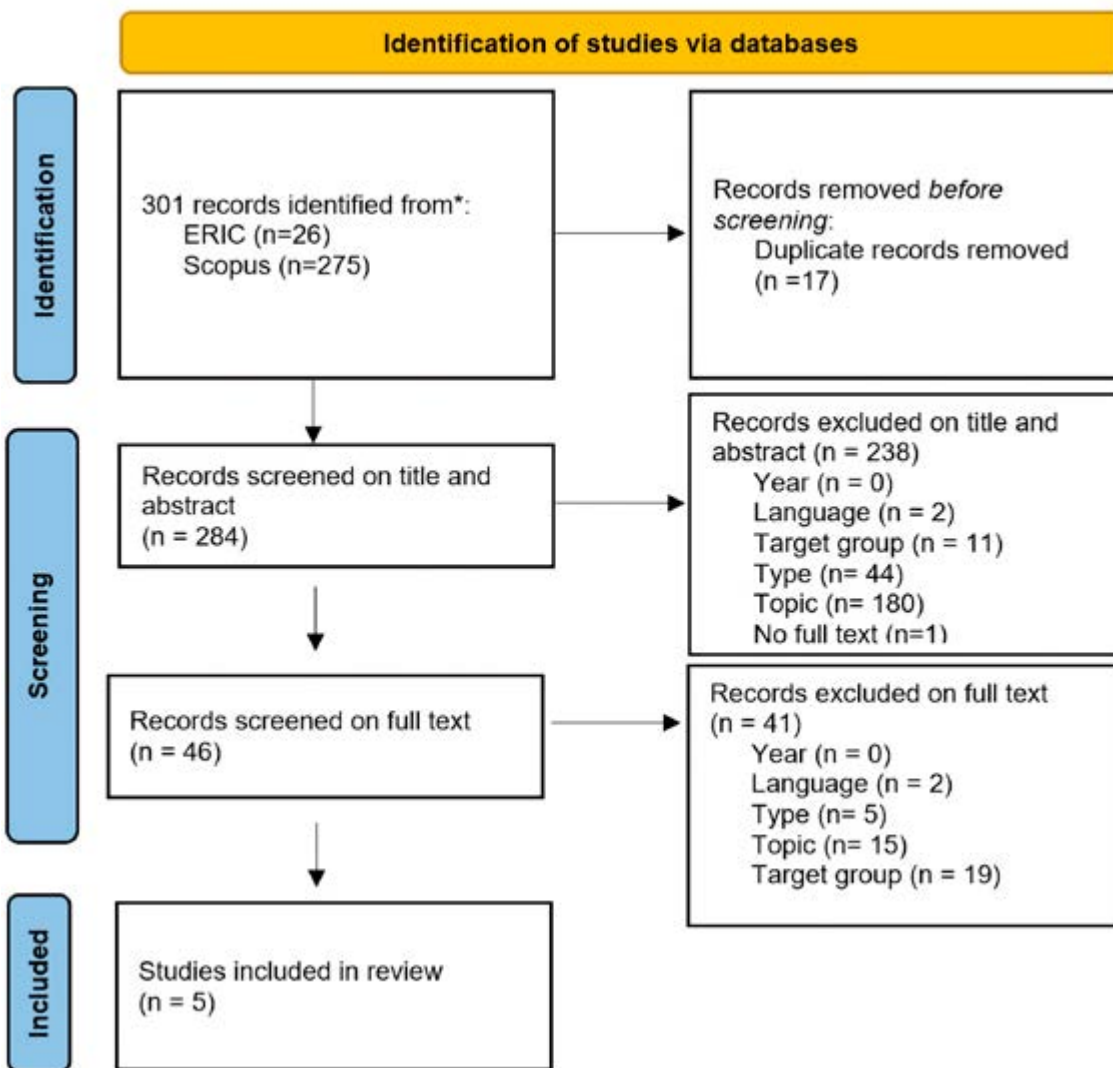 Identification of studies via databases
Identification
301 records identified from*:
ERIC (n=26)
Scopus (n=275)
Records removed before
screening:
Duplicate records removed
(n =17)
Screening
Records screened on title and
abstract
(n = 284)
Records excluded on title and
abstract (n = 238)
Year (n = 0)
Language (n = 2)
Target group (n = 11)
Type (n= 44)
Topic (n= 180)
No full text (n=1)
Records screened on full text
(n = 46)
Records excluded on full text
(n = 41)
Year (n = 0)
Language (n = 2)
Type (n= 5)
Topic (n= 15)
Target group (n = 19)
Included
Studies included in review
(n = 5)